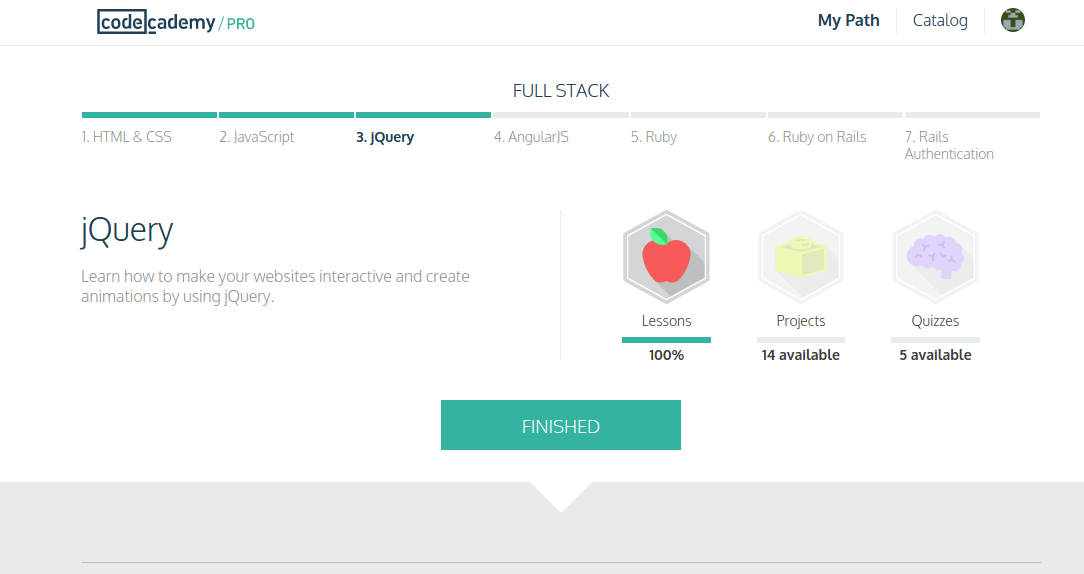 codecademy / PRO
My Path
Catalog
FULL STACK
1. HTML & CSS
2. JavaScript
3. jQuery
4. AngularJS
5. Ruby
6. Ruby on Rails
7. Rails
Authentication
jQuery
Learn how to make your websites interactive and create
animations by using jQuery.
Lessons
Projects
Quizzes
100%
14 available
5 available
FINISHED